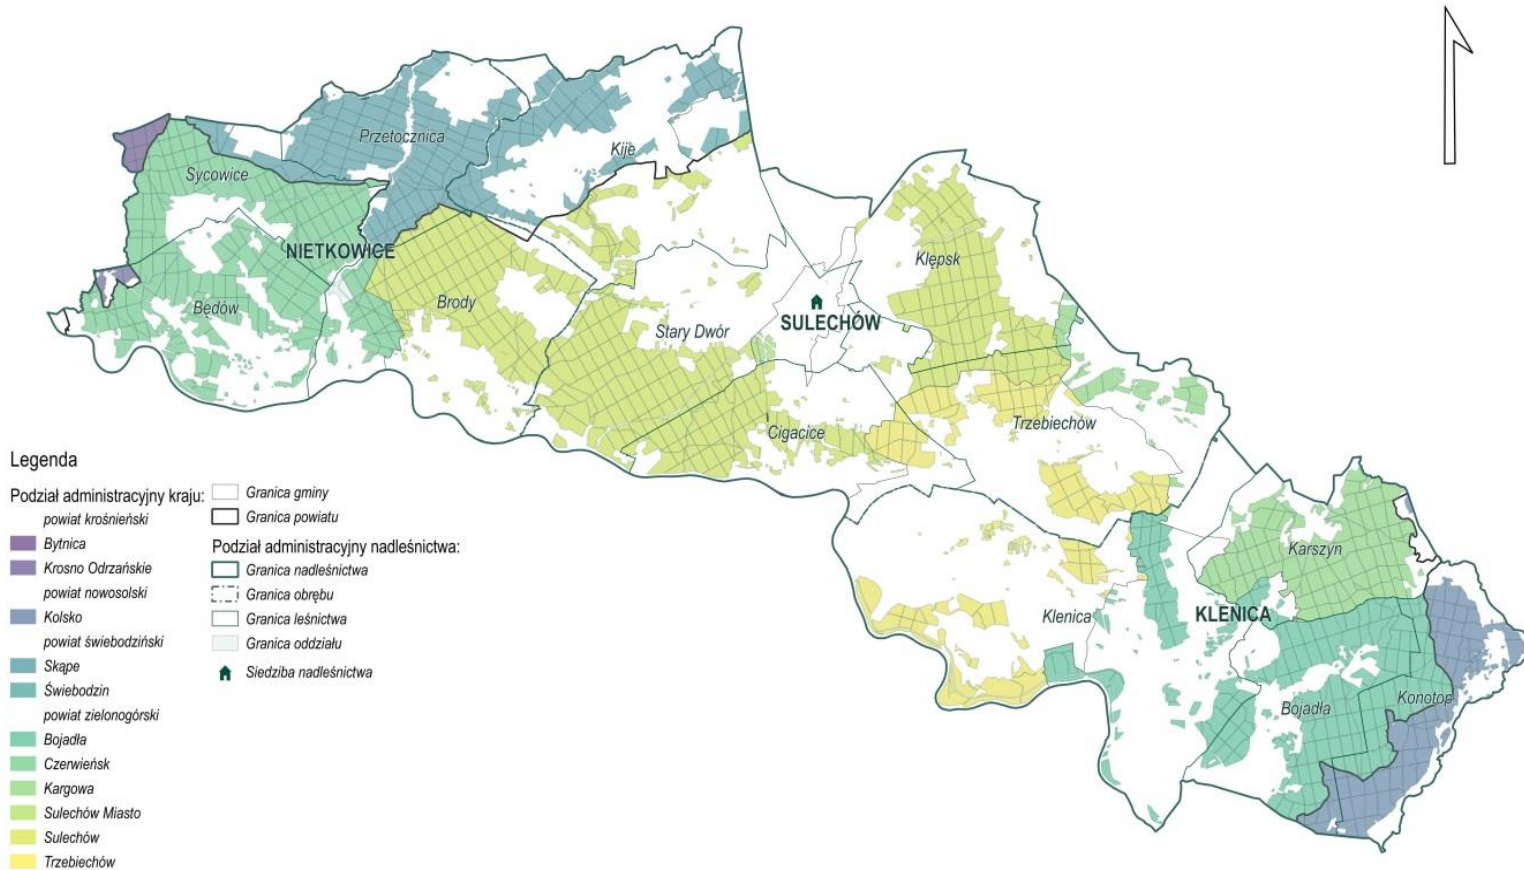 Przetocznica
Kije
Sycowice
NIETKOWICE
Klępsk
Będów
Brody
Stary Dwór
SULECHÓW
Cigacice
Trzebiechów
Karszyn
Klenica
KLENICA
Bojadła
Konotop
Legenda
Podział administracyjny kraju:
powiat krośnieński
Bytnica
Krosno Odrzańskie
powiat nowosolski
Kolsko
powiat świebodziński
Skąpe
Świebodzin
powiat zielonogórski
Bojadła
Czerwieńsk
Kargowa
Sulechów Miasto
Sulechów
Trzebiechów
Granica gminy
Granica powiatu
Podział administracyjny nadleśnictwa:
Granica nadleśnictwa
Granica obrębu
Granica leśnictwa
Granica oddziału
Siedziba nadleśnictwa